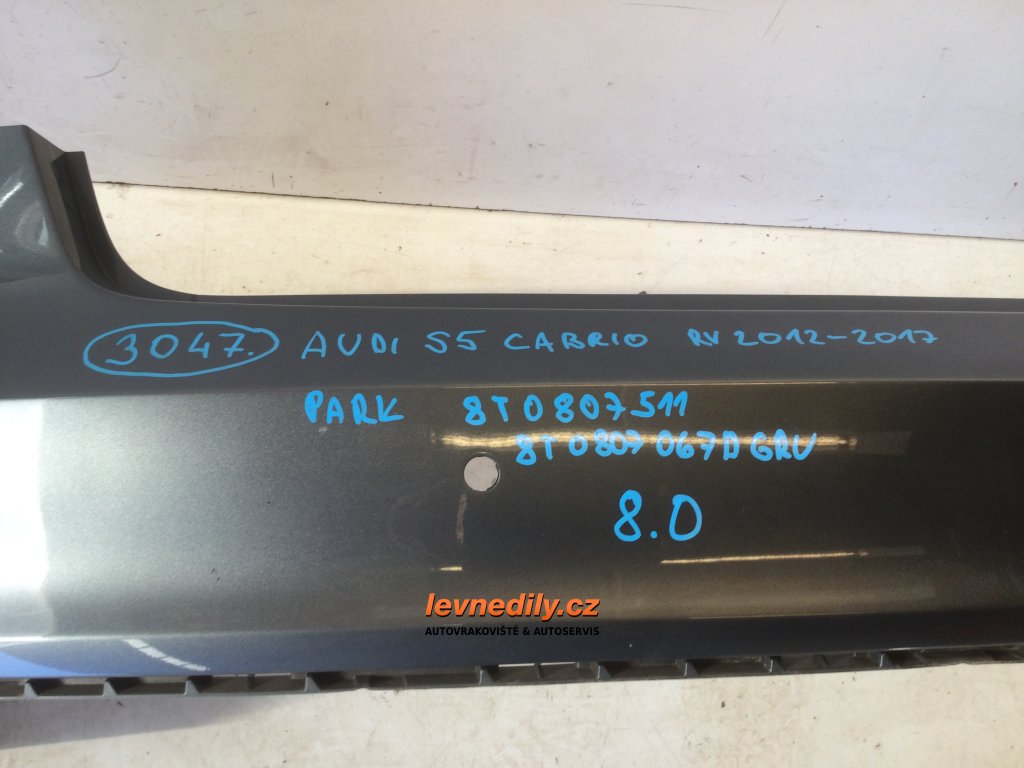 3047. AUDI S5 CABRIO RV 2012-2017
PARK 8T0807511
8T0807067D GRU
8.0
levnedily.cz
AUTOVRAKOVIŠTĚ & AUTOSERVIS